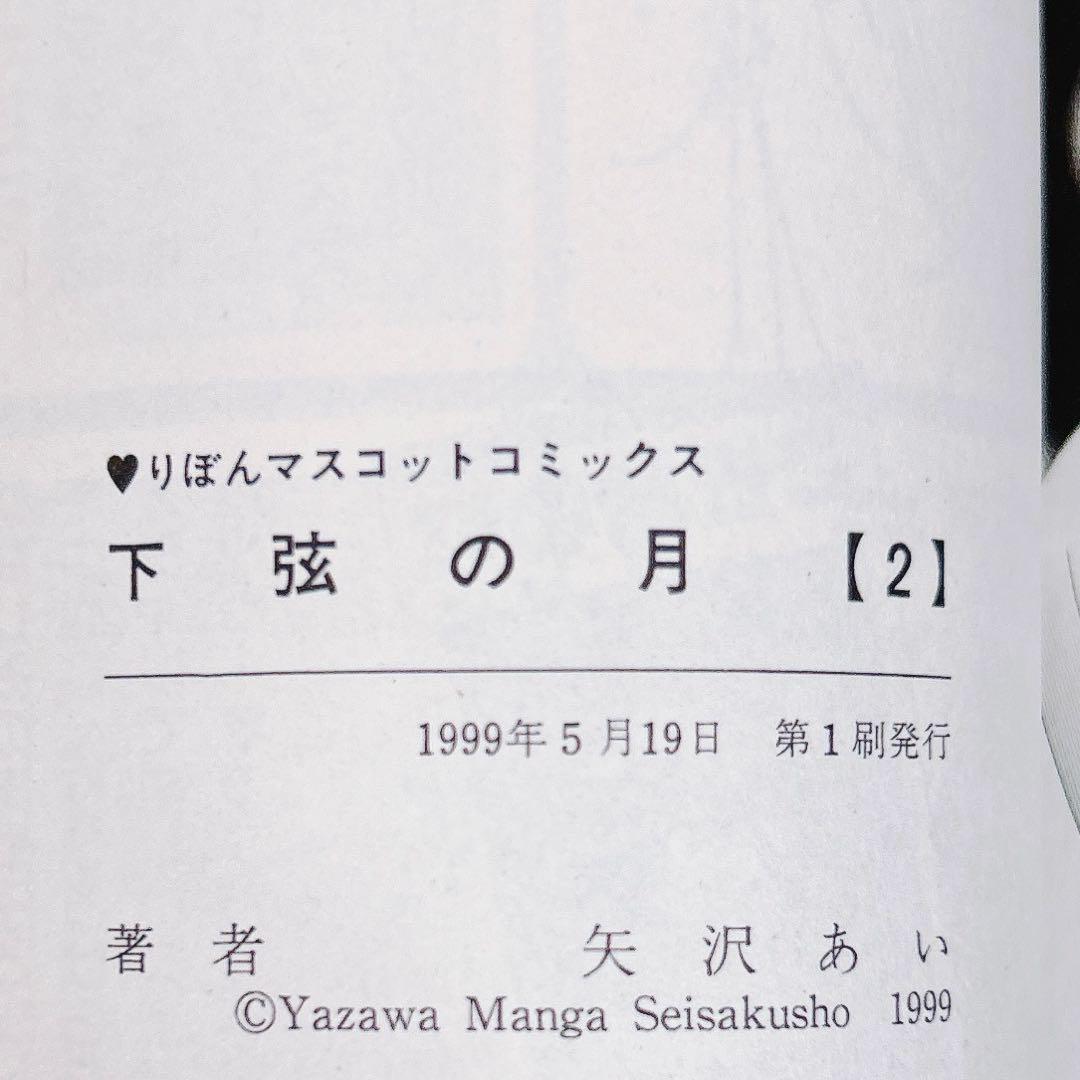 ♥りぼんマスコットコミックス
下弦の月【2】
1999年5月19日 第1刷発行
著者 矢沢あい
©Yazawa Manga Seisakusho 1999